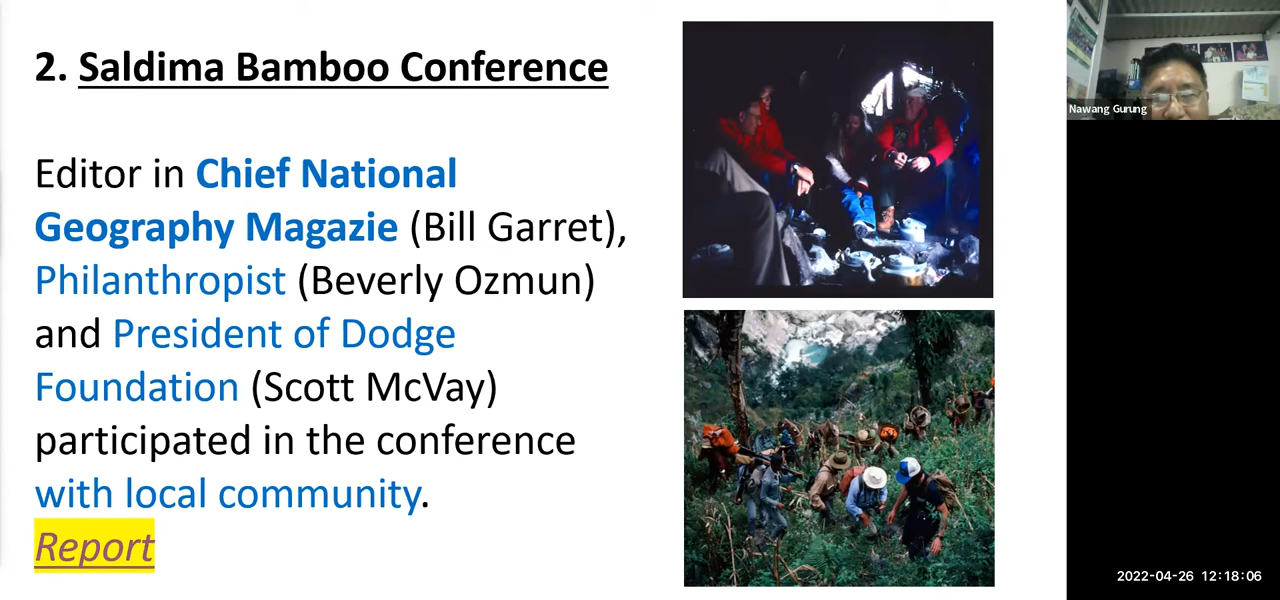 2. Saldima Bamboo Conference
Editor in Chief National
Geography Magazie (Bill Garret),
Philanthropist (Beverly Ozmun)
and President of Dodge
Foundation (Scott McVay)
participated in the conference
with local community.
Report
Nawang Gurung
2022-04-26 12:18:06